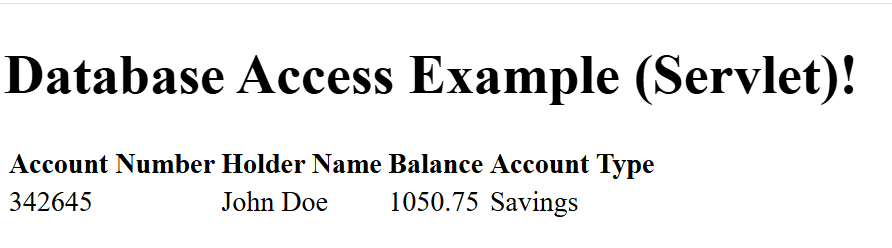 Database Access Example (Servlet)!
Account Number Holder Name Balance Account Type
342645 John Doe 1050.75 Savings